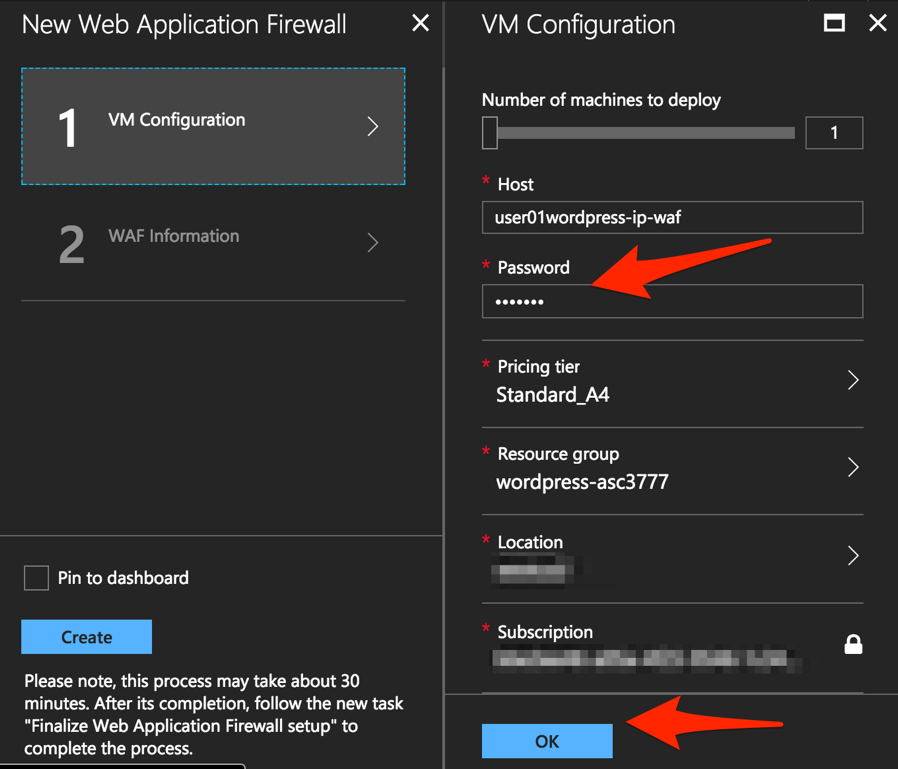 New Web Application Firewall
1
VM Configuration
2
WAF Information
Pin to dashboard
Create
Please note, this process may take about 30
minutes. After its completion, follow the new task
"Finalize Web Application Firewall setup" to
complete the process.
VM Configuration
Number of machines to deploy
1
* Host
user01wordpress-ip-waf
* Password
•••••••
* Pricing tier
Standard_A4
* Resource group
wordpress-asc3777
* Location
* Subscription
OK